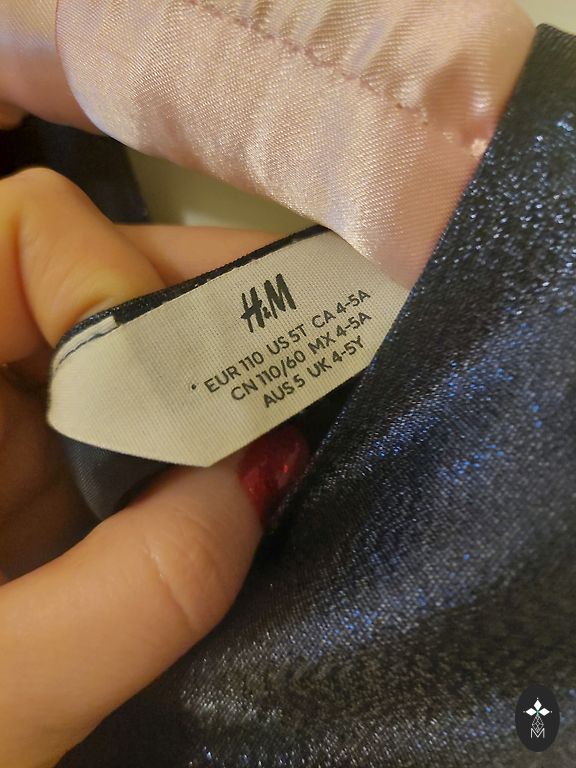 H&M
EUR 110 US 5T CA 4-5A
CN 110/60 MX 4-5A
AUS 5 UK 4-5Y
M